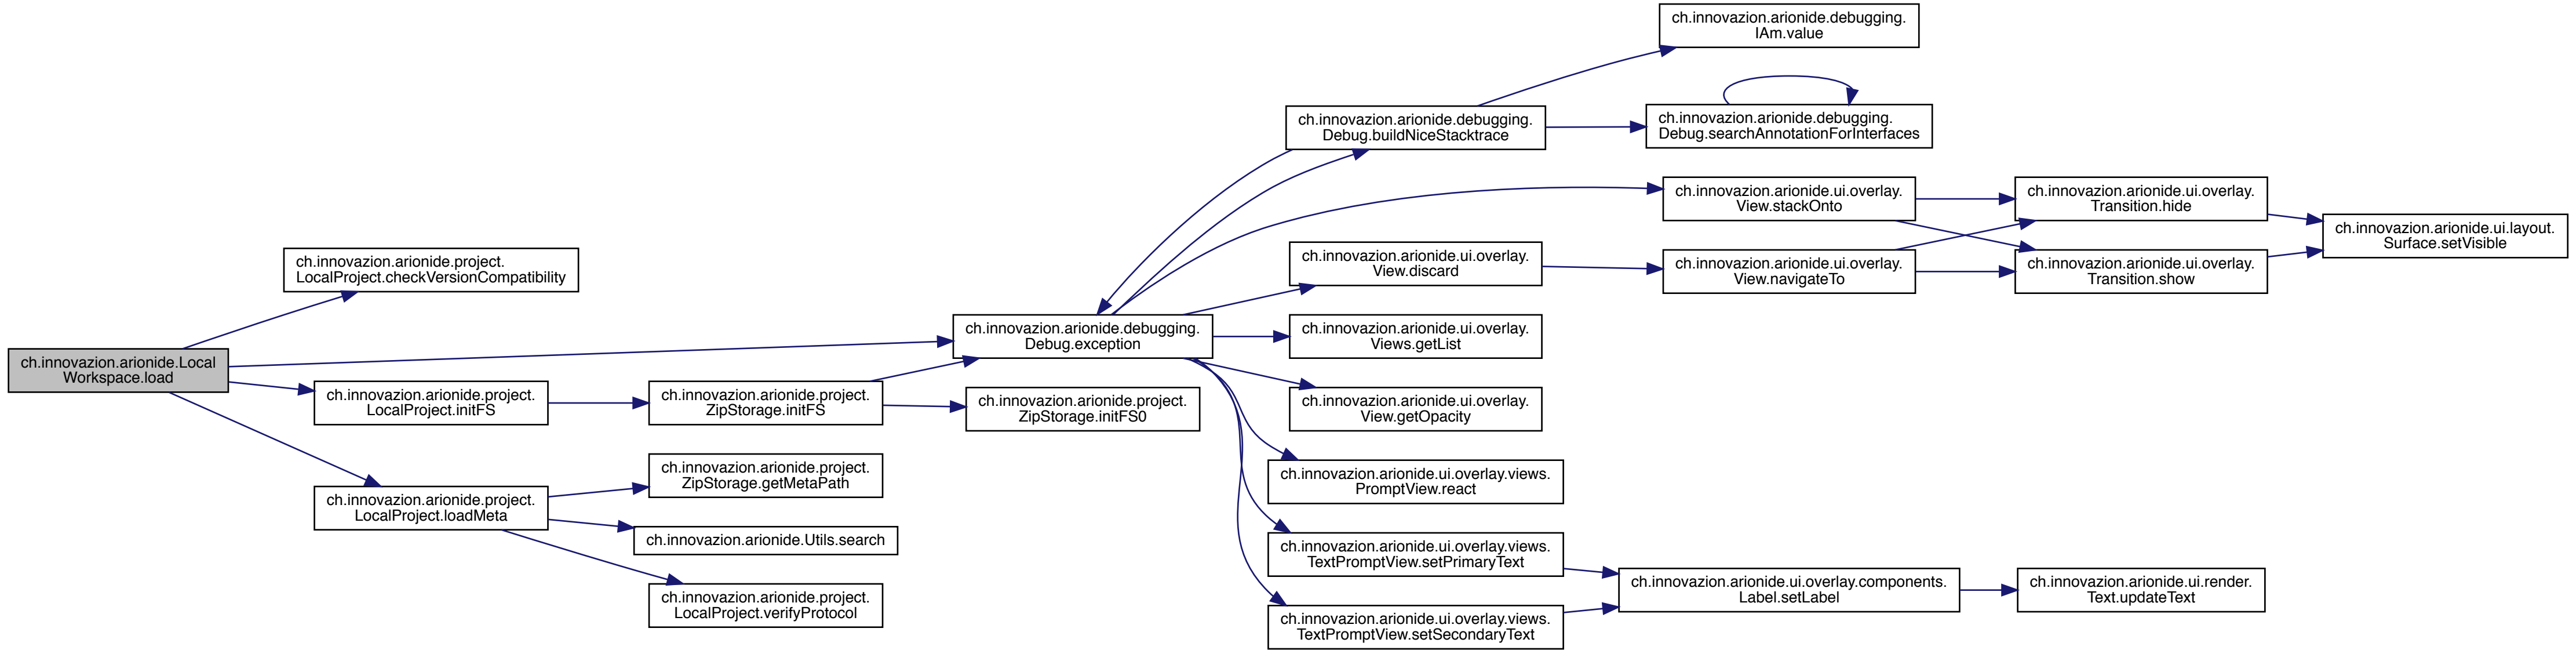 ch.innovazion.arionide.Local
Workspace.load
ch.innovazion.arionide.project.
LocalProject.checkVersionCompatibility
ch.innovazion.arionide.project.
LocalProject.initFS
ch.innovazion.arionide.project.
LocalProject.loadMeta
ch.innovazion.arionide.project.
ZipStorage.initFS
ch.innovazion.arionide.project.
ZipStorage.getMetaPath
ch.innovazion.arionide.Utils.search
ch.innovazion.arionide.project.
LocalProject.verifyProtocol
ch.innovazion.arionide.debugging.
Debug.exception
ch.innovazion.arionide.project.
ZipStorage.initFS0
ch.innovazion.arionide.debugging.
Debug.buildNiceStacktrace
ch.innovazion.arionide.ui.overlay.
View.discard
ch.innovazion.arionide.ui.overlay.
Views.getList
ch.innovazion.arionide.ui.overlay.
View.getOpacity
ch.innovazion.arionide.ui.overlay.views.
PromptView.react
ch.innovazion.arionide.ui.overlay.views.
TextPromptView.setPrimaryText
ch.innovazion.arionide.ui.overlay.views.
TextPromptView.setSecondaryText
ch.innovazion.arionide.debugging.
IAm.value
ch.innovazion.arionide.debugging.
Debug.searchAnnotationForInterfaces
ch.innovazion.arionide.ui.overlay.
View.stackOnto
ch.innovazion.arionide.ui.overlay.
View.navigateTo
ch.innovazion.arionide.ui.overlay.components.
Label.setLabel
ch.innovazion.arionide.ui.overlay.
Transition.hide
ch.innovazion.arionide.ui.overlay.
Transition.show
ch.innovazion.arionide.ui.render.
Text.updateText
ch.innovazion.arionide.ui.layout.
Surface.setVisible